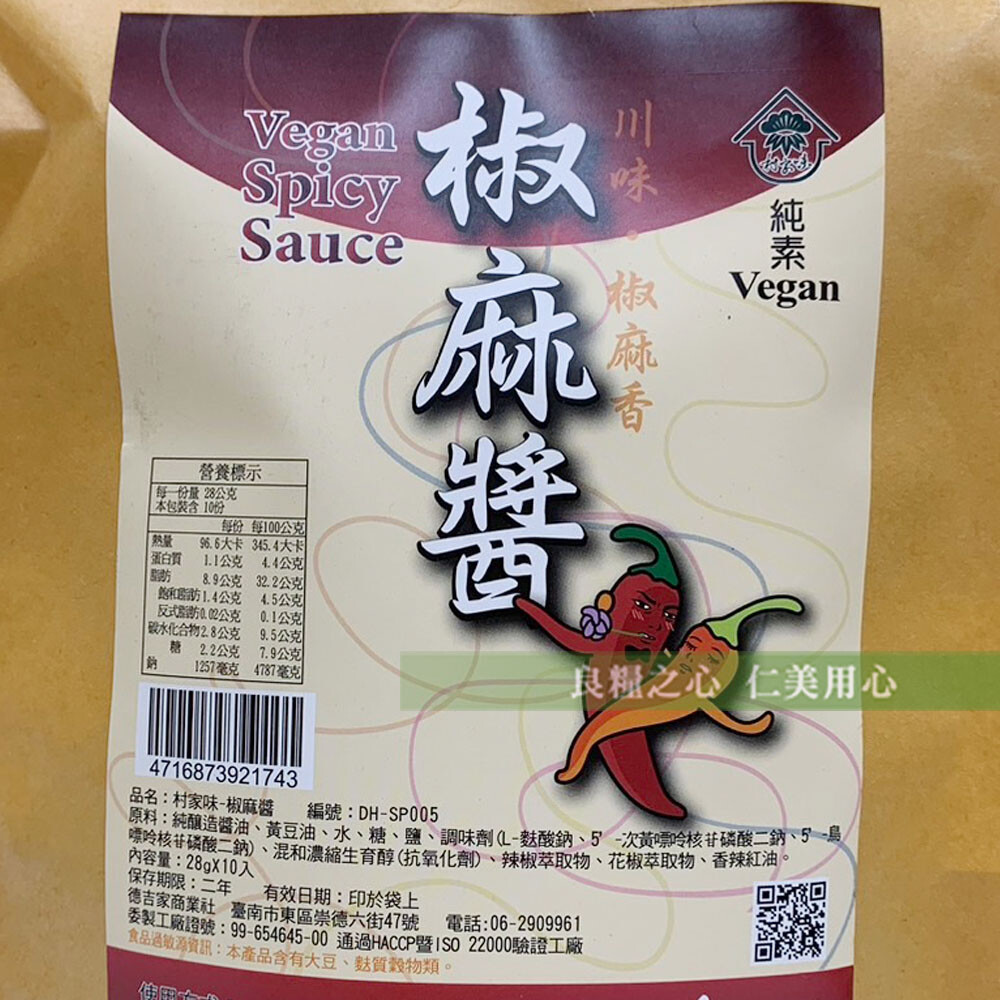 Vegan
Spicy
Sauce
椒麻醬
川味・椒麻香
村家味
純素
Vegan
營養標示
每一份量 28公克
本包裝含 10份
每份 每100公克
熱量 96.6大卡 345.4大卡
蛋白質 1.1公克 4.4公克
脂肪 8.9公克 32.2公克
飽和脂肪 1.4公克 4.5公克
反式脂肪 0.02公克 0.1公克
碳水化合物 2.8公克 9.5公克
糖 2.2公克 7.9公克
鈉 1257毫克 4787毫克
良糧之心 仁美用心
4716873921743
品名：村家味-椒麻醬 編號：DH-SP005
原料：純釀造醬油、黃豆油、水、糖、鹽、調味劑(L-麩酸鈉、5'-次黃嘌呤核苷磷酸二鈉、5'-鳥
嘌呤核苷磷酸二鈉)、混和濃縮生育醇(抗氧化劑)、辣椒萃取物、花椒萃取物、香辣紅油。
內容量：28gX10入
保存期限：二年 有效日期：印於袋上
德吉家商業社 臺南市東區崇德六街47號 電話:06-2909961
委製工廠證號：99-654645-00 通過HACCP暨ISO 22000驗證工廠
食品過敏源資訊：本產品含有大豆、麩質穀物類。